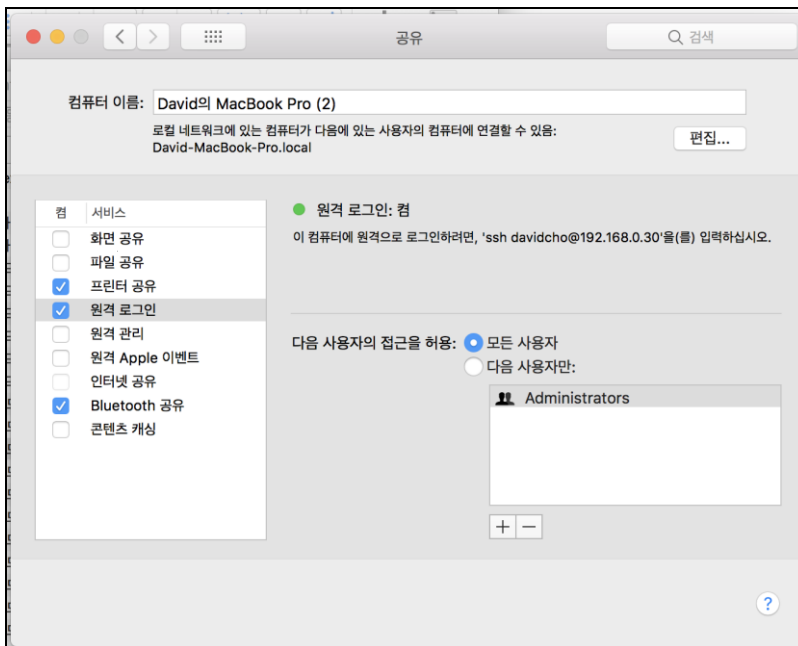 공유
검색
컴퓨터 이름: David의 MacBook Pro (2)
로컬 네트워크에 있는 컴퓨터가 다음에 있는 사용자의 컴퓨터에 연결할 수 있음:
David-MacBook-Pro.local
편집...
켬 서비스
화면 공유
파일 공유
프린터 공유
원격 로그인
원격 관리
원격 Apple 이벤트
인터넷 공유
Bluetooth 공유
콘텐츠 캐싱
원격 로그인: 켬
이 컴퓨터에 원격으로 로그인하려면, 'ssh davidcho@192.168.0.30'을(를) 입력하십시오.
다음 사용자의 접근을 허용: 모든 사용자
다음 사용자만:
Administrators
+ −
?